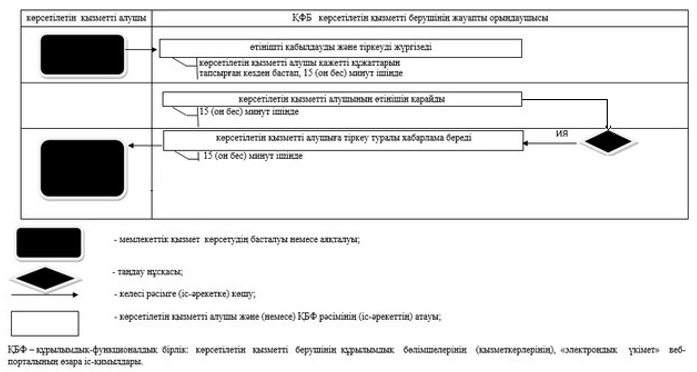 көрсетілетін қызметті алушы
ҚФБ көрсетілетін қызметті берушінің жауапты орындаушысы
өтінішті қабылдауды және тіркеуді жүргізеді
көрсетілетін қызметті алушы қажетті құжаттарын
тапсырған кезден бастап, 15 (он бес) минут ішінде
көрсетілетін қызметті алушының өтінішін қарайды
15 (он бес) минут ішінде
көрсетілетін қызметті алушыға тіркеу туралы хабарлама береді
ИЯ
15 (он бес) минут ішінде
- мемлекеттік қызмет көрсетудің басталуы немесе аяқталуы;
- таңдау нұсқасы;
- келесі рәсімге (іс-әрекетке) көшу;
- көрсетілетін қызметті алушы және (немесе) ҚБФ рәсімінің (іс-әрекеттің) атауы;
ҚБФ – құрылымдық-функционалдық бірлік: көрсетілетін қызметті берушінің құрылымдық бөлімшелерінің (қызметкерлерінің), «электрондық үкімет» веб-
порталының өзара іс-қимылдары.